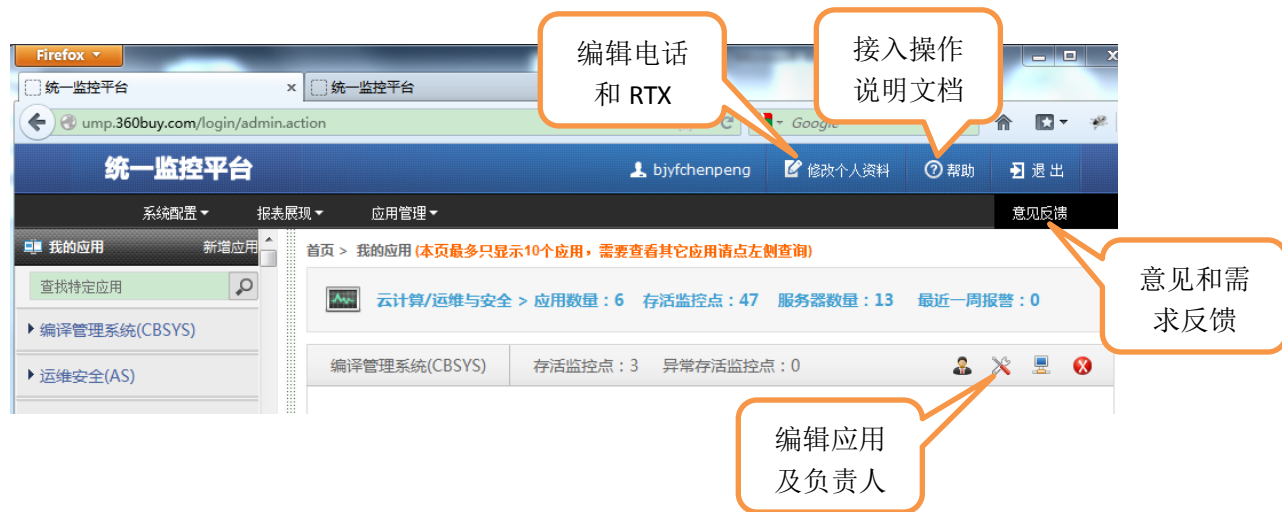 编辑电话
和 RTX
接入操作
说明文档
Firefox
统一监控平台
统一监控平台
ump.360buy.com/login/admin.action
Google
统一监控平台
bjyfchenpeng
修改个人资料
帮助
退 出
系统配置
报表展现
应用管理
意见反馈
我的应用
新增应用
首页 > 我的应用 (本页最多只显示10个应用，需要查看其它应用请点左侧查询)
查找特定应用
云计算/运维与安全 > 应用数量：6 存活监控点：47 服务器数量：13 最近一周报警：0
意见和需
求反馈
编译管理系统(CBSYS)
编译管理系统(CBSYS) 存活监控点：3 异常存活监控点：0
运维安全(AS)
编辑应用
及负责人